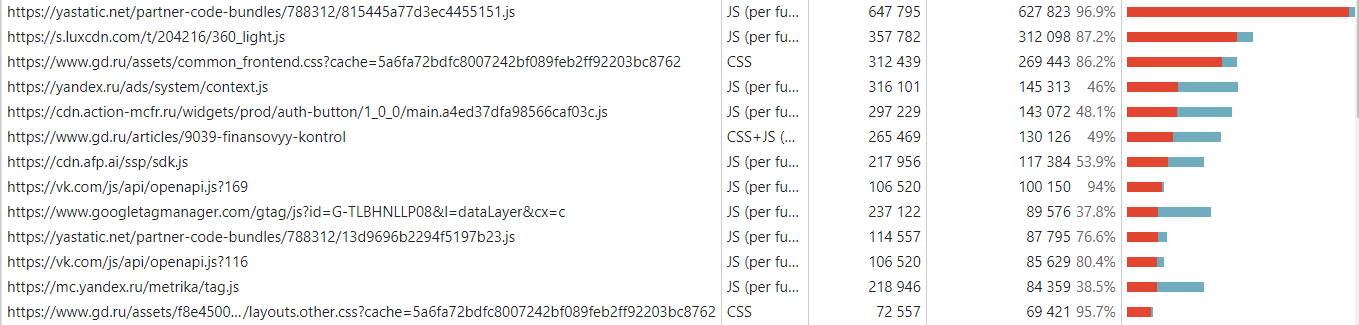 https://yastatic.net/partner-code-bundles/788312/815445a77d3ec4455151.js JS (per fu... 647 795 627 823 96.9%
https://s.luxcdn.com/t/204216/360_light.js JS (per fu... 357 782 312 098 87.2%
https://www.gd.ru/assets/common_frontend.css?cache=5a6fa72bdfc8007242bf089feb2ff92203bc8762 CSS 312 439 269 443 86.2%
https://yandex.ru/ads/system/context.js JS (per fu... 316 101 145 313 46%
https://cdn.action-mcfr.ru/widgets/prod/auth-button/1_0_0/main.a4ed37dfa98566caf03c.js JS (per fu... 297 229 143 072 48.1%
https://www.gd.ru/articles/9039-finansovyy-kontrol CSS+JS (... 265 469 130 126 49%
https://cdn.afp.ai/ssp/sdk.js JS (per fu... 217 956 117 384 53.9%
https://vk.com/js/api/openapi.js?169 JS (per fu... 106 520 100 150 94%
https://www.googletagmanager.com/gtag/js?id=G-TLBHNLLP08&l=dataLayer&cx=c JS (per fu... 237 122 89 576 37.8%
https://yastatic.net/partner-code-bundles/788312/13d9696b2294f5197b23.js JS (per fu... 114 557 87 795 76.6%
https://vk.com/js/api/openapi.js?116 JS (per fu... 106 520 85 629 80.4%
https://mc.yandex.ru/metrika/tag.js JS (per fu... 218 946 84 359 38.5%
https://www.gd.ru/assets/f8e4500.../layouts.other.css?cache=5a6fa72bdfc8007242bf089feb2ff92203bc8762 CSS 72 557 69 421 95.7%